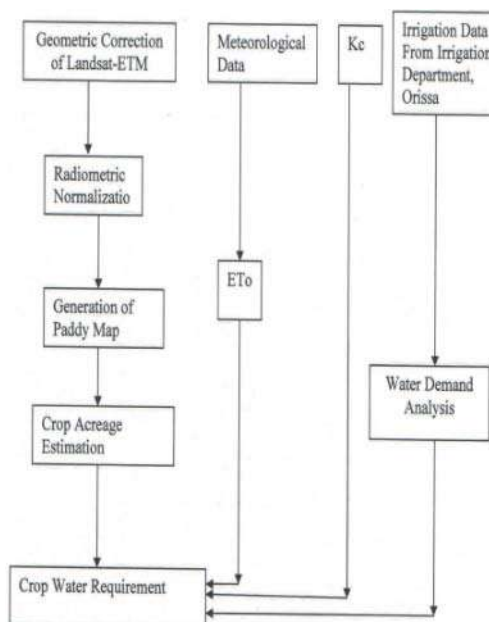 Geometric Correction
of Landsat-ETM
Meteorological
Data
Kc
Irrigation Data
From Irrigation
Department,
Orissa
Radiometric
Normalizatio
ETo
Generation of
Paddy Map
Water Demand
Analysis
Crop Acreage
Estimation
Crop Water Requirement